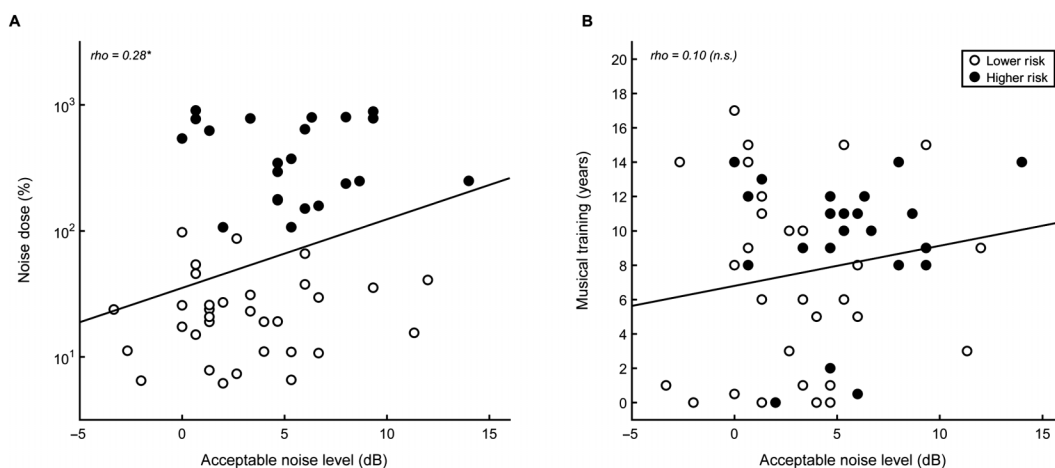 A
rho = 0.28*
Noise dose (%)
10³
10²
10¹
−5 0 5 10 15
Acceptable noise level (dB)
B
rho = 0.10 (n.s.)
Lower risk
Higher risk
Musical training (years)
20
18
16
14
12
10
8
6
4
2
0
−5 0 5 10 15
Acceptable noise level (dB)